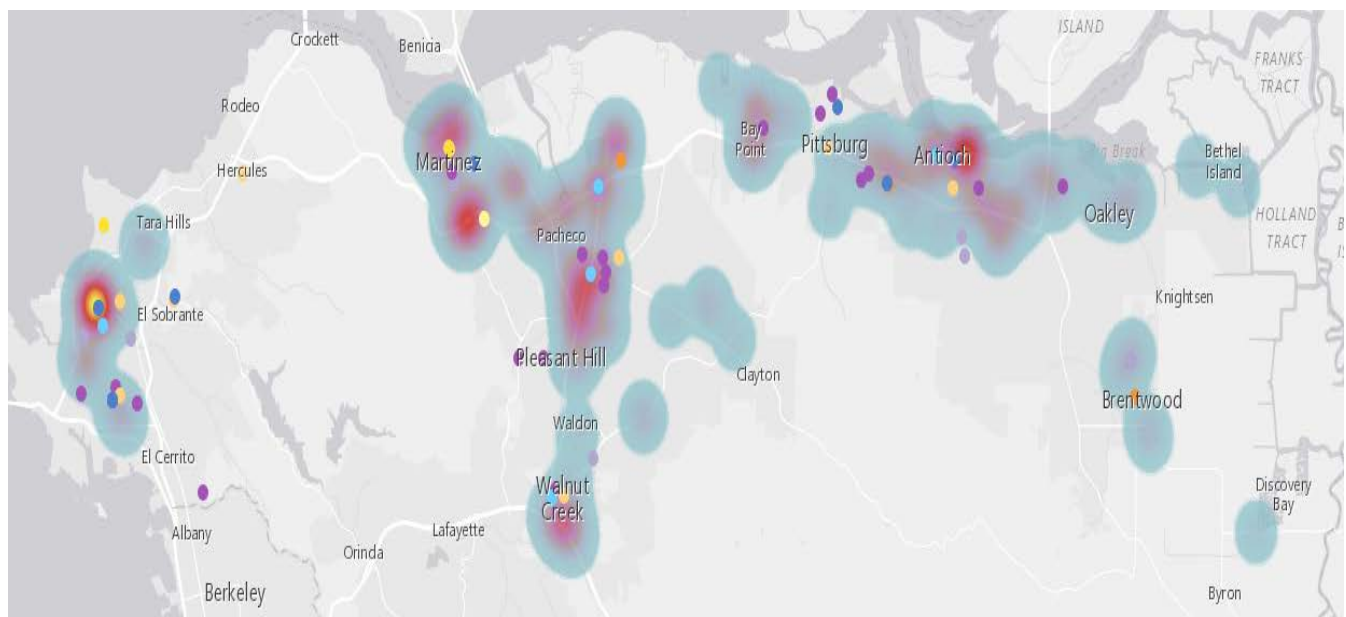 ISLAND
Crockett
Benicia
FRANKS
TRACT
Rodeo
Bay
Point
Pittsburg
Antioch
Big Break
Bethel
Island
Martinez
Hercules
Tara Hills
Pacheco
Oakley
HOLLAND
TRACT
El Sobrante
Knightsen
Pleasant Hill
Clayton
Brentwood
Waldon
El Cerrito
Walnut
Creek
Discovery
Bay
Albany
Lafayette
Orinda
Berkeley
Byron